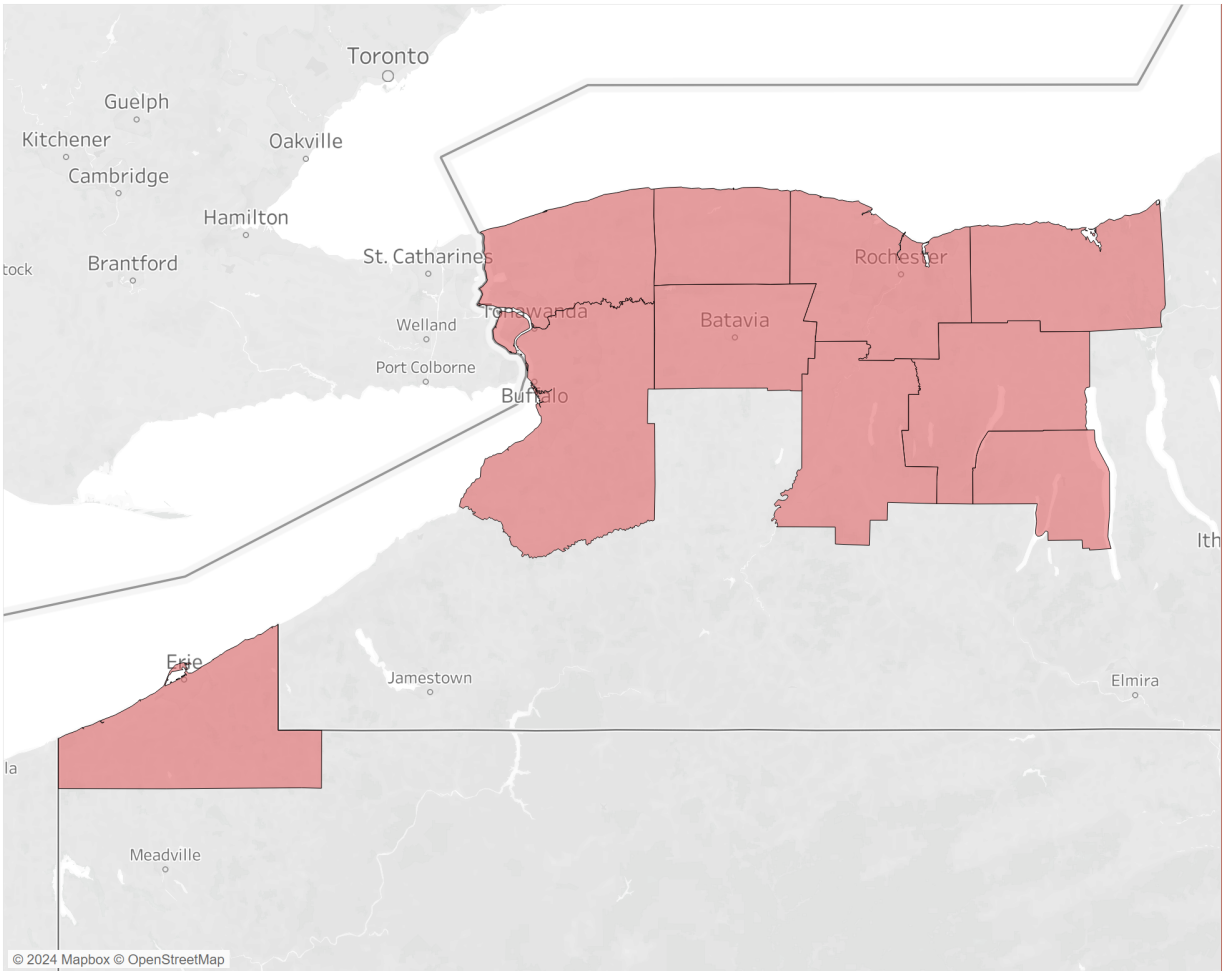 Toronto
Guelph
Kitchener
Oakville
Cambridge
Hamilton
St. Catharines
Rochester
Brantford
tock
Tonawanda
Batavia
Welland
Port Colborne
Buffalo
Ith
Erie
Jamestown
Elmira
la
Meadville
© 2024 Mapbox © OpenStreetMap